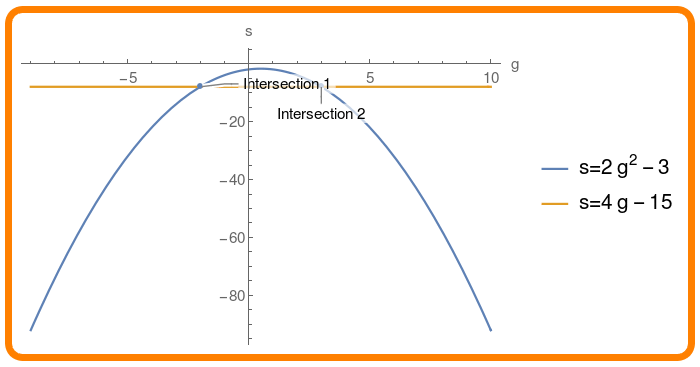 s
g
−5
5
10
Intersection 1
Intersection 2
−20
−40
−60
−80
s=2 g² − 3
s=4 g − 15